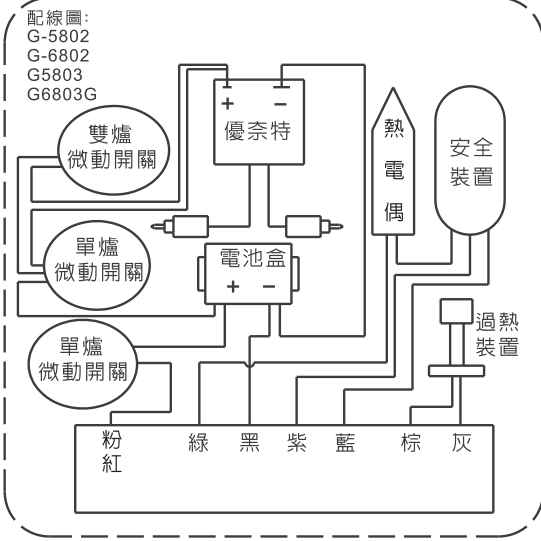 配線圖:
G-5802
G-6802
G5803
G6803G
雙爐
微動開關
+ −
優奈特
熱
電
偶
安全
裝置
單爐
微動開關
電池盒
+ −
過熱
裝置
單爐
微動開關
粉
紅
綠 黑 紫 藍 棕 灰